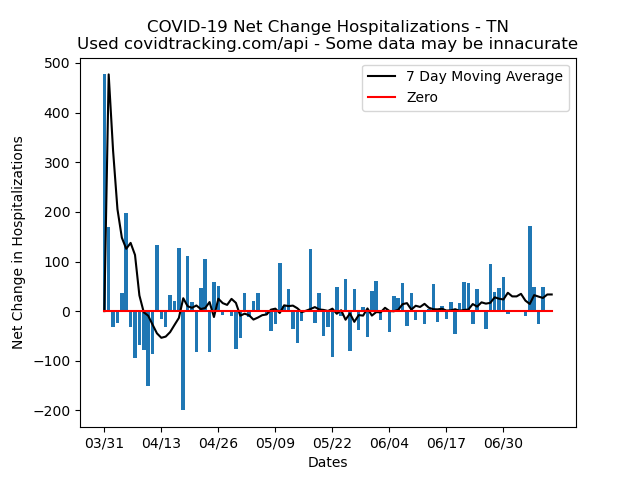 COVID-19 Net Change Hospitalizations - TN
Used covidtracking.com/api - Some data may be innacurate
7 Day Moving Average
Zero
Net Change in Hospitalizations
500
400
300
200
100
0
−100
−200
03/31 04/13 04/26 05/09 05/22 06/04 06/17 06/30
Dates